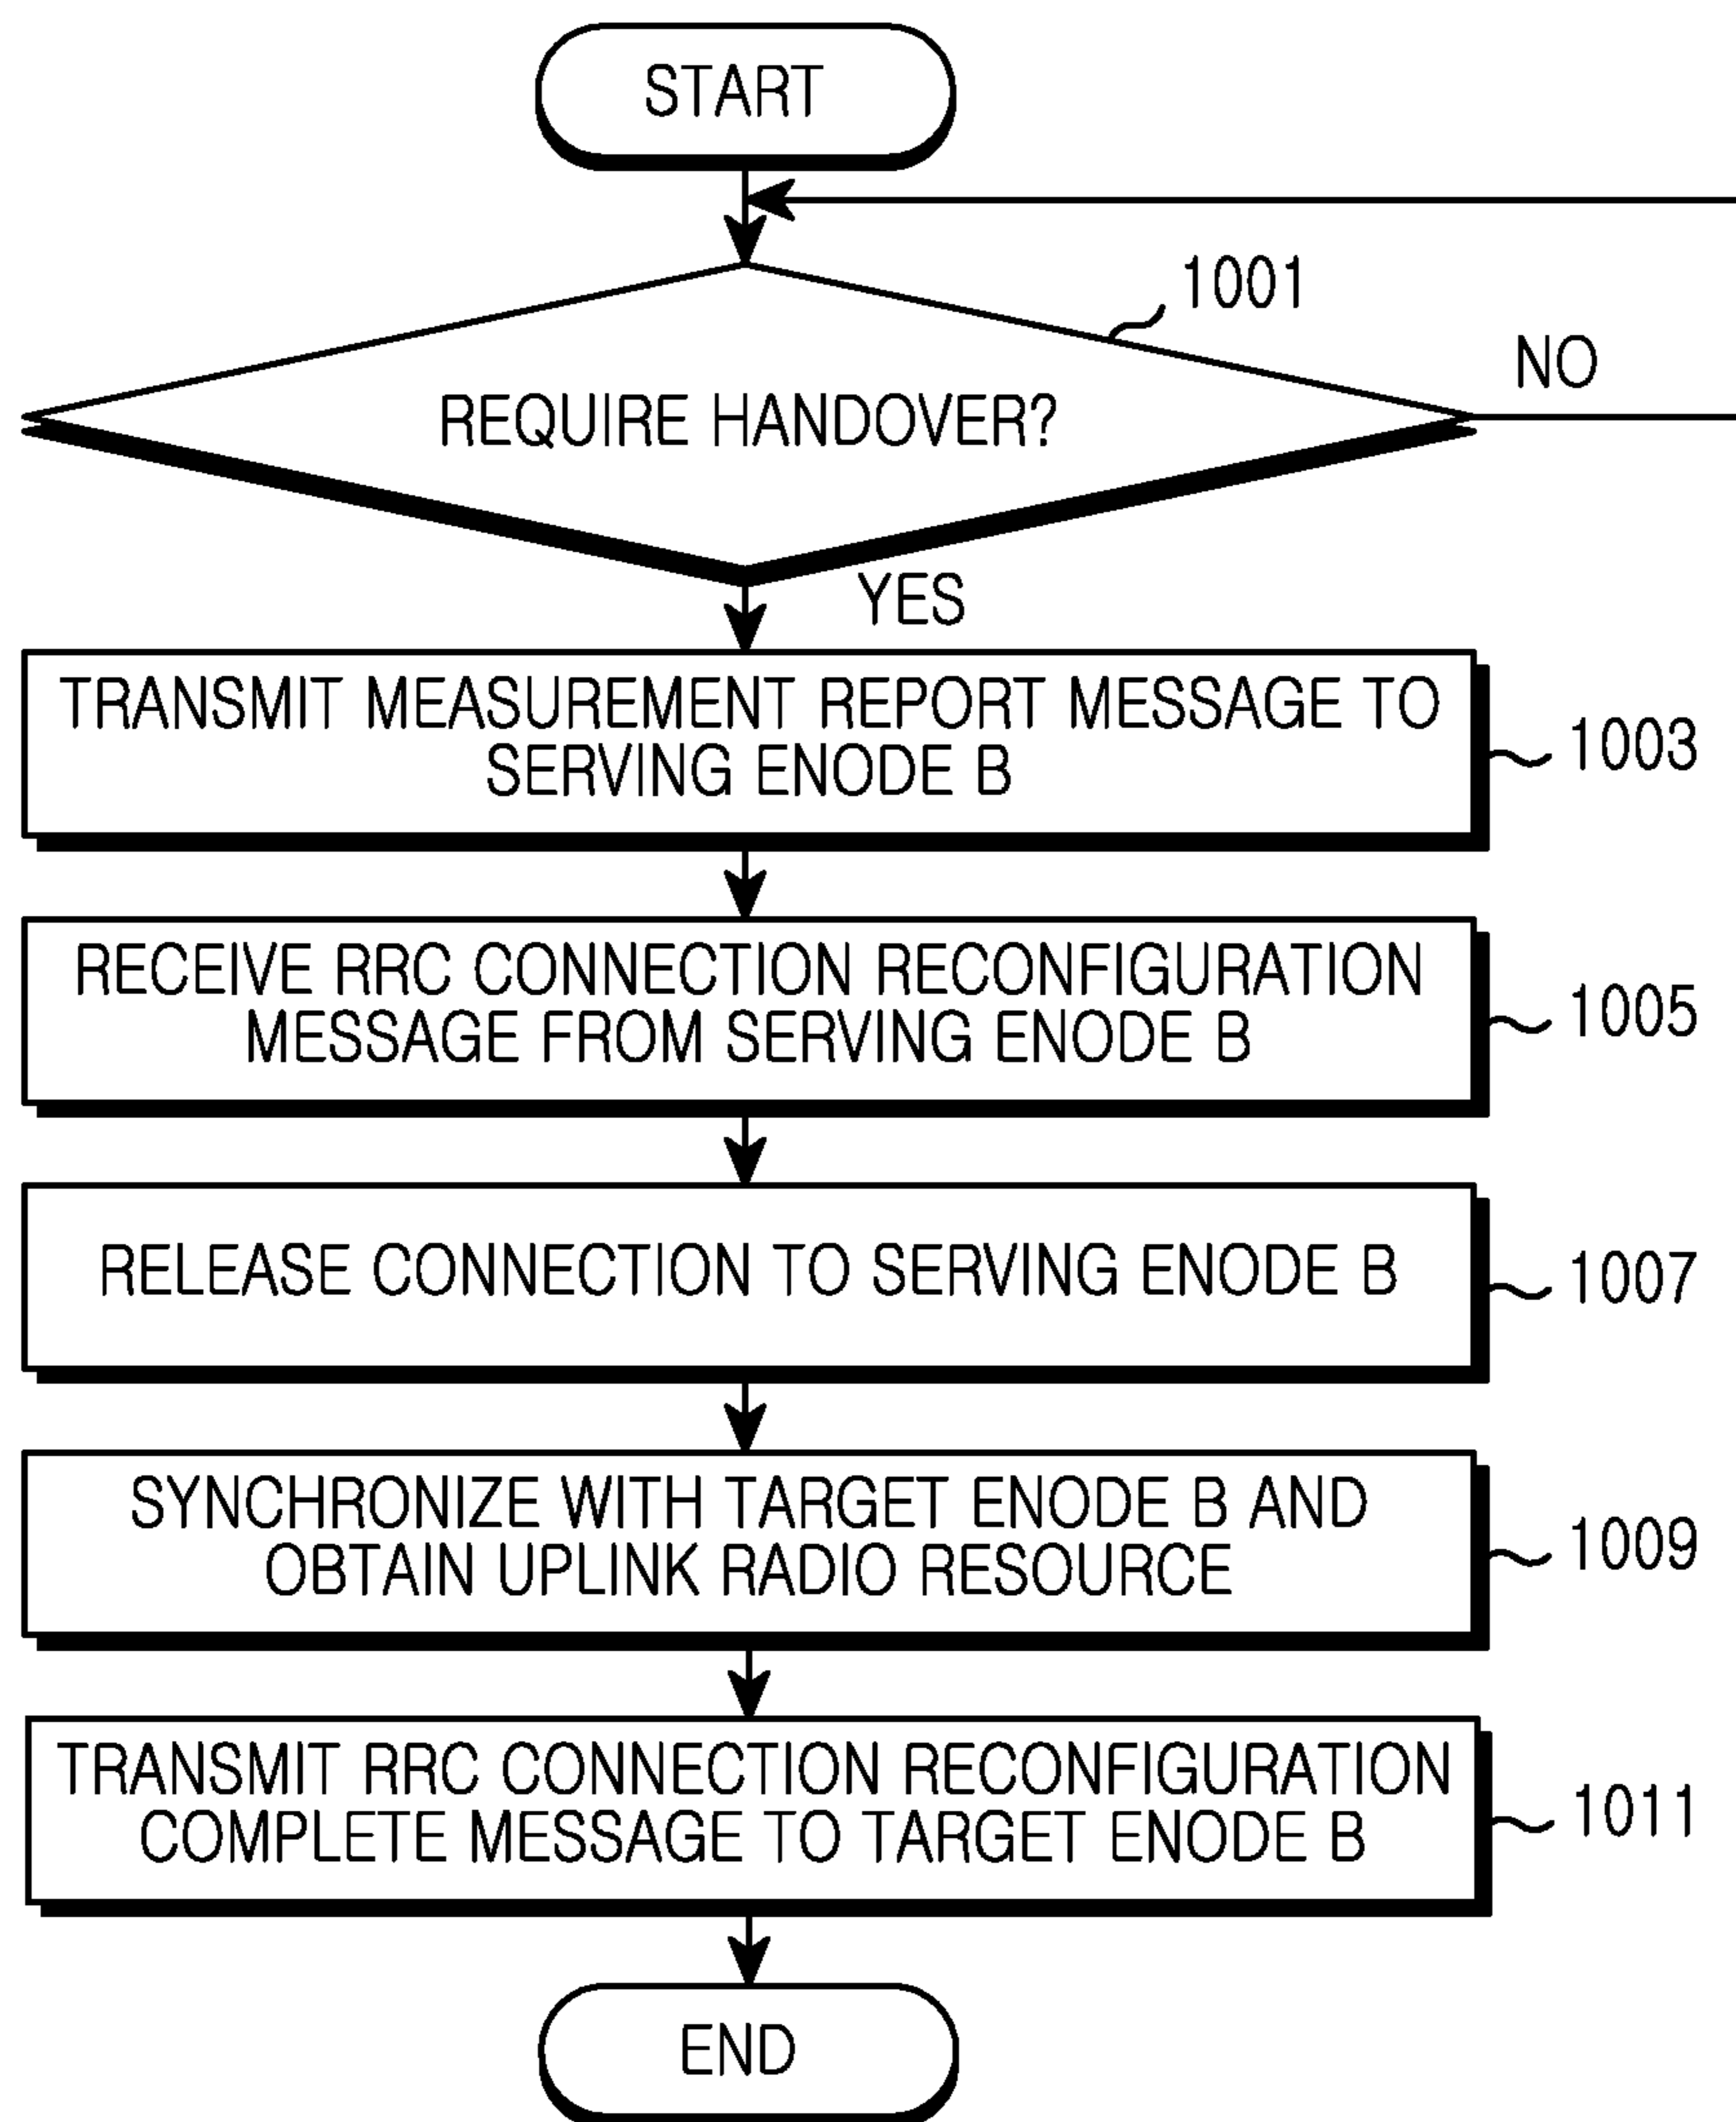 START
1001
NO
REQUIRE HANDOVER?
YES
TRANSMIT MEASUREMENT REPORT MESSAGE TO
SERVING ENODE B
1003
RECEIVE RRC CONNECTION RECONFIGURATION
MESSAGE FROM SERVING ENODE B
1005
RELEASE CONNECTION TO SERVING ENODE B
1007
SYNCHRONIZE WITH TARGET ENODE B AND
OBTAIN UPLINK RADIO RESOURCE
1009
TRANSMIT RRC CONNECTION RECONFIGURATION
COMPLETE MESSAGE TO TARGET ENODE B
1011
END